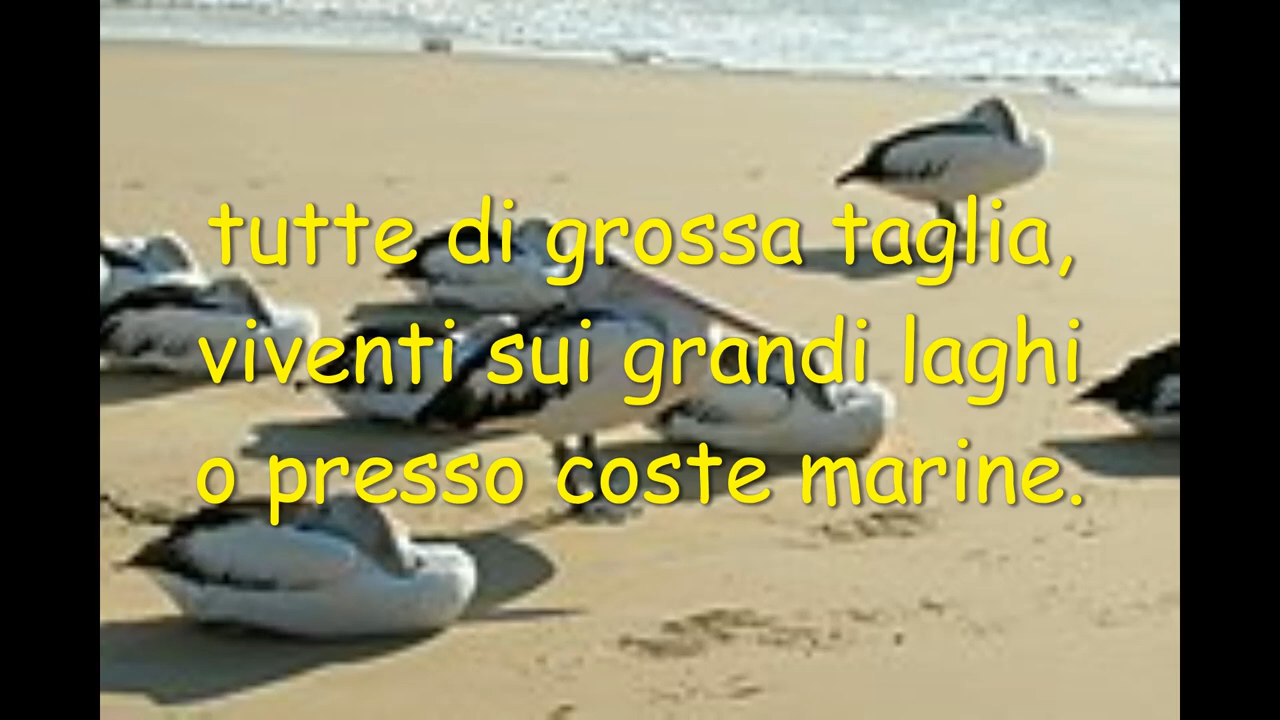 tutte di grossa taglia,
viventi sui grandi laghi
o presso coste marine.